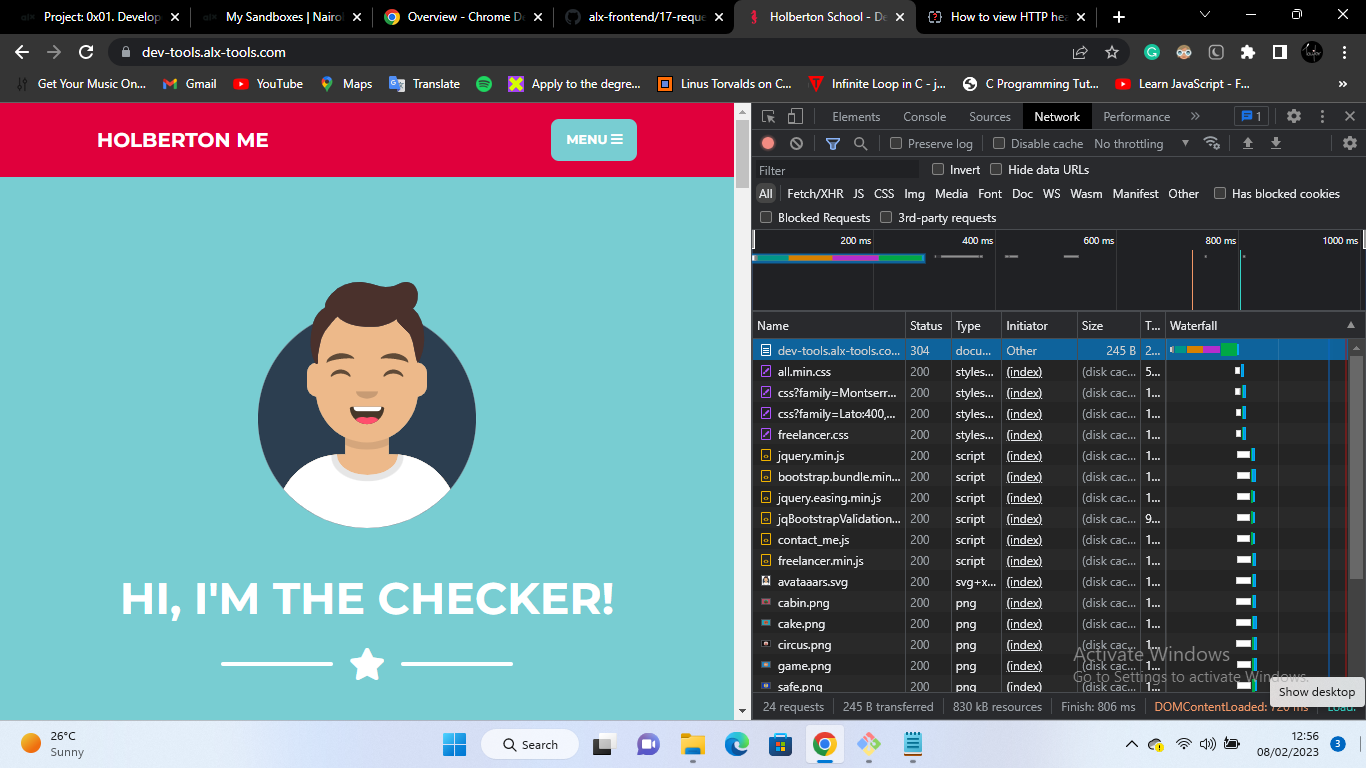 Project: 0x01. Develop
My Sandboxes | Nairol
Overview - Chrome De
alx-frontend/17-reque
Holberton School - De
How to view HTTP hea
dev-tools.alx-tools.com
Get Your Music On...
Gmail
YouTube
Maps
Translate
Apply to the degre...
Linus Torvalds on C...
Infinite Loop in C - j...
C Programming Tut...
Learn JavaScript - F...
»
HOLBERTON ME
MENU
HI, I'M THE CHECKER!
Elements Console Sources Network Performance » 1
Preserve log Disable cache No throttling
Filter Invert Hide data URLs
All Fetch/XHR JS CSS Img Media Font Doc WS Wasm Manifest Other Has blocked cookies
Blocked Requests 3rd-party requests
200 ms 400 ms 600 ms 800 ms 1000 ms
Name Status Type Initiator Size T... Waterfall
dev-tools.alx-tools.co... 304 docu... Other 245 B 2...
all.min.css 200 styles... (index) (disk cac... 5...
css?family=Montserr... 200 styles... (index) (disk cac... 1...
css?family=Lato:400,... 200 styles... (index) (disk cac... 1...
freelancer.css 200 styles... (index) (disk cac... 1...
jquery.min.js 200 script (index) (disk cac... 1...
bootstrap.bundle.min... 200 script (index) (disk cac... 1...
jquery.easing.min.js 200 script (index) (disk cac... 1...
jqBootstrapValidation... 200 script (index) (disk cac... 9...
contact_me.js 200 script (index) (disk cac... 1...
freelancer.min.js 200 script (index) (disk cac... 1...
avataaars.svg 200 svg+x... (index) (disk cac... 1...
cabin.png 200 png (index) (disk cac... 1...
cake.png 200 png (index) (disk cac... 1...
circus.png 200 png (index) (disk cac... 1...
game.png 200 png (index) (disk cac... 1...
safe.png 200 png (index) (disk cac... 1...
Activate Windows
Go to Settings to activate Windows.
Show desktop
24 requests 245 B transferred 830 kB resources Finish: 806 ms DOMContentLoaded: 720 ms Load:
26°C
Sunny
Search
12:56
08/02/2023
3